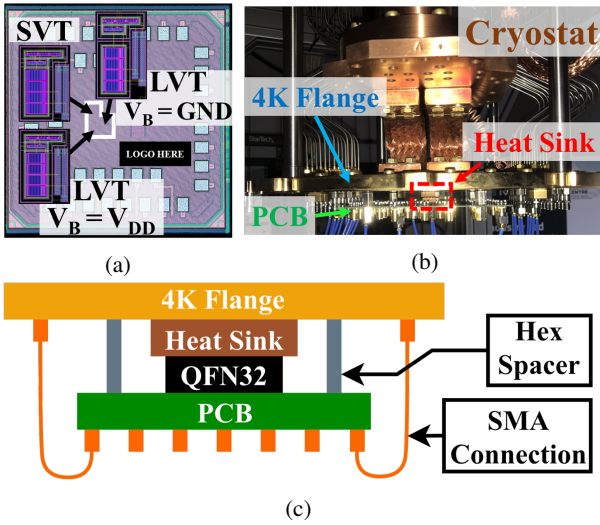 SVT
LVT
V_B = GND
LOGO HERE
LVT
V_B = V_DD
(a)
Cryostat
4K Flange
Heat Sink
PCB
(b)
4K Flange
Heat Sink
QFN32
PCB
Hex
Spacer
SMA
Connection
(c)